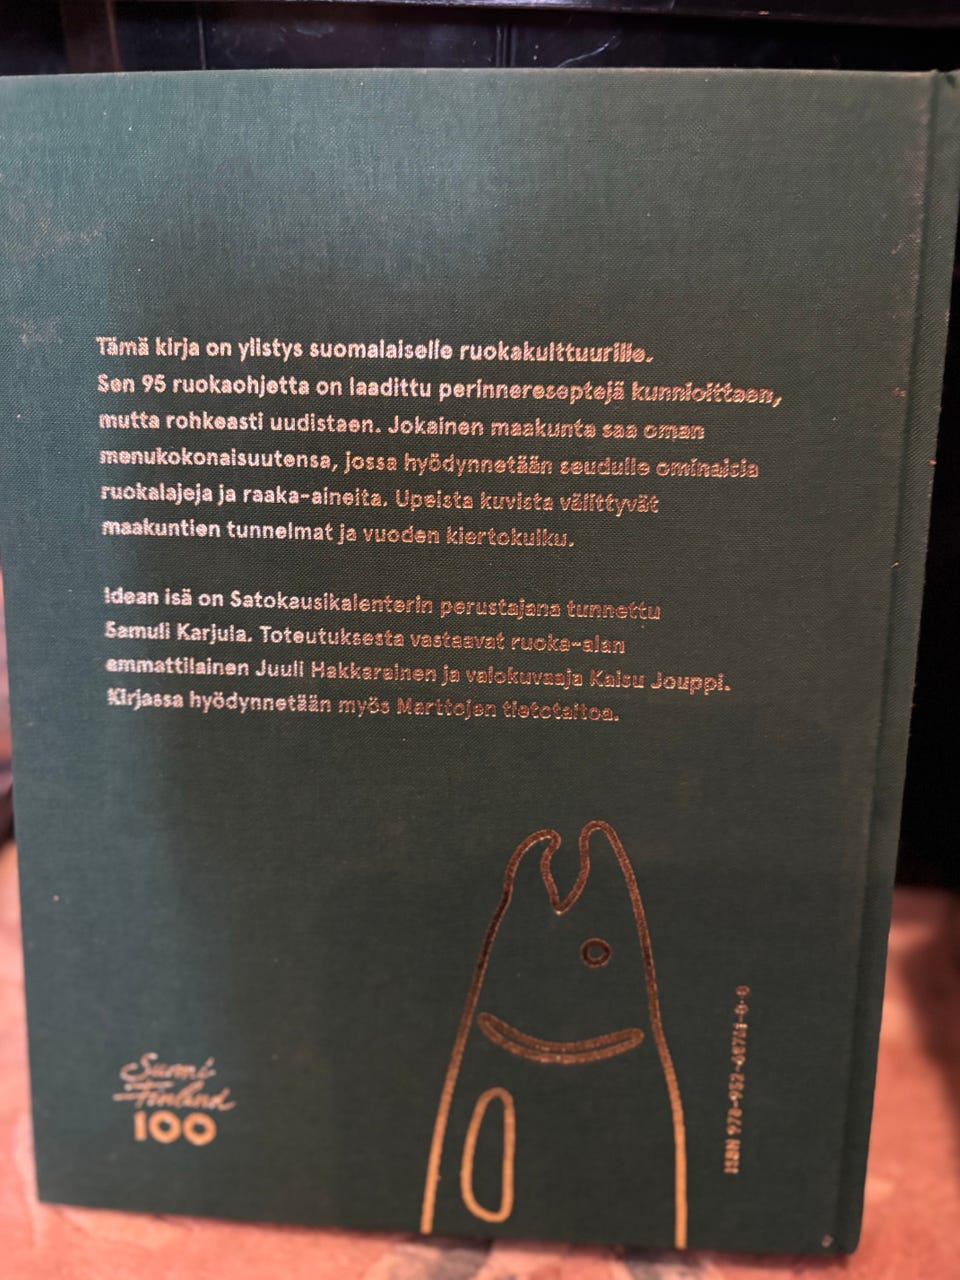 Tämä kirja on ylistys suomalaiselle ruokakulttuurille.
Sen 95 ruokaohjetta on laadittu perinnereseptejä kunnioittaen,
mutta rohkeasti uudistaen. Jokainen maakunta saa oman
menukokonaisuutensa, jossa hyödynnetään seudulle ominaisia
ruokalajeja ja raaka-aineita. Upeista kuvista välittyvät
maakuntien tunnelmat ja vuoden kiertokulku.
Idean isä on Satokausikalenterin perustajana tunnettu
Samuli Karjula. Toteutuksesta vastaavat ruoka-alan
ammattilainen Juuli Hakkarainen ja valokuvaaja Kaisu Jouppi.
Kirjassa hyödynnetään myös Marttojen tietotaitoa.
Suomi
Finland
100
ISBN